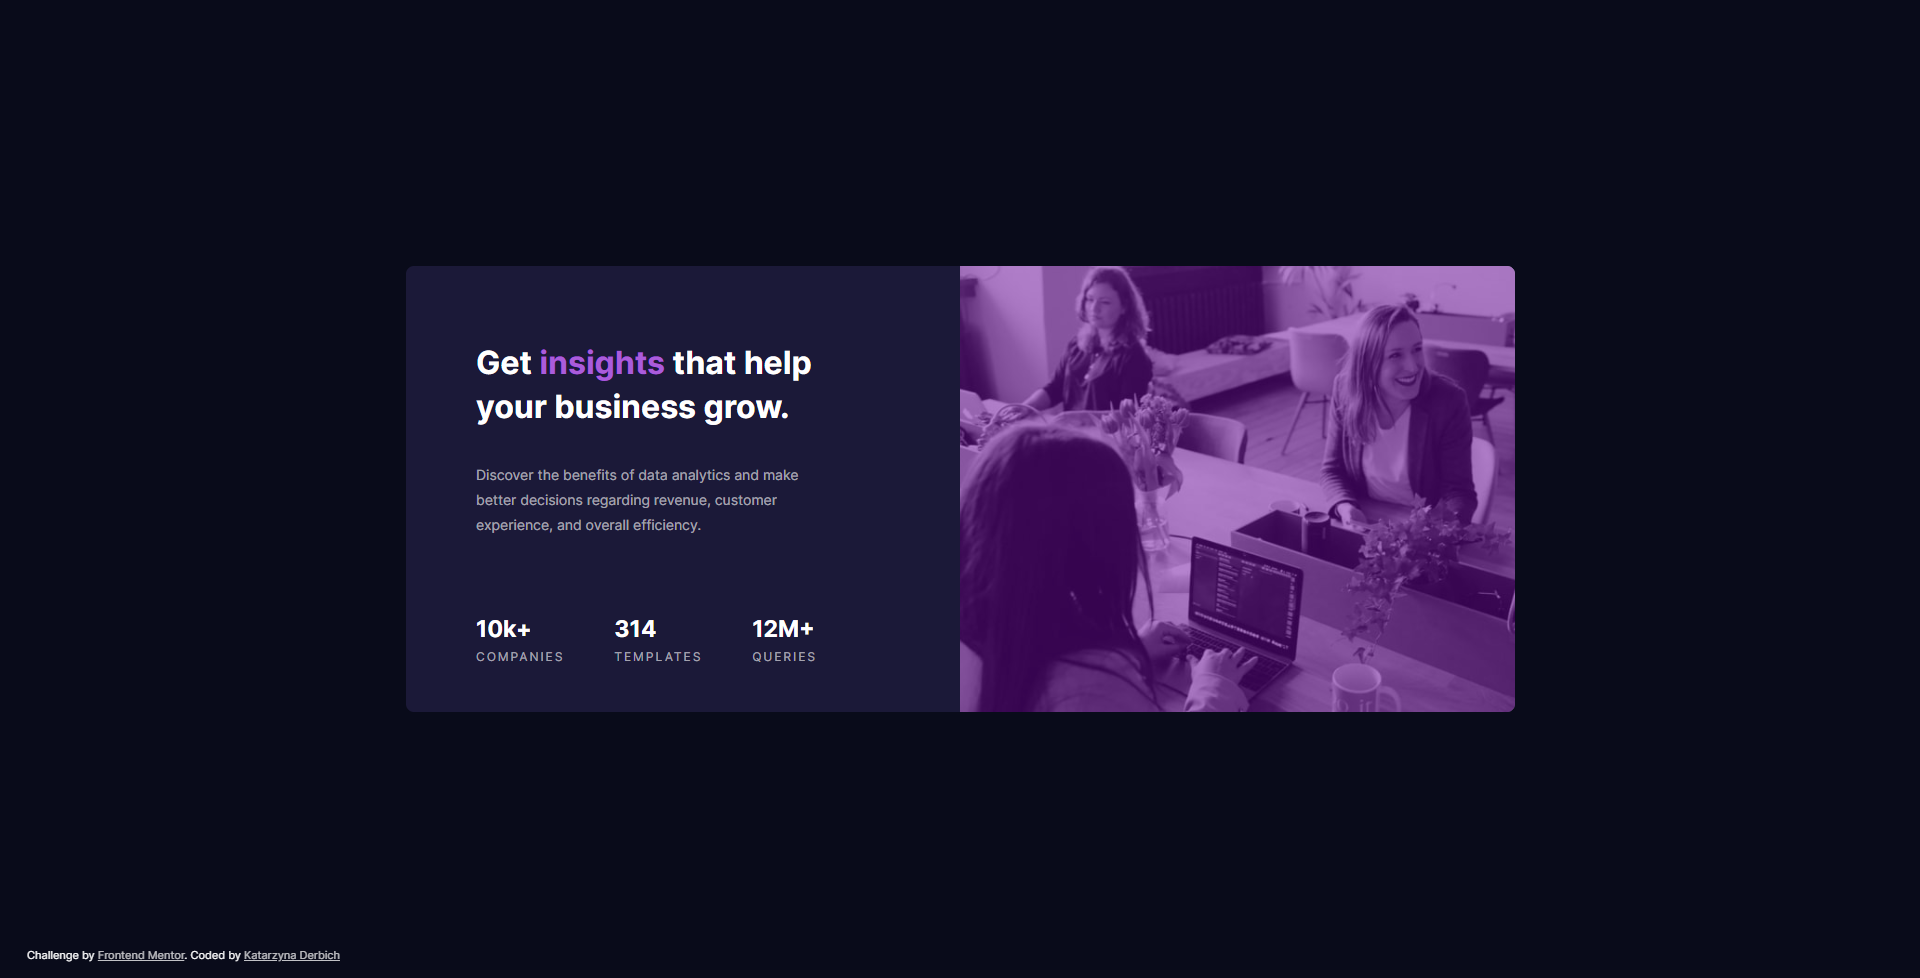 Get insights that help
your business grow.
Discover the benefits of data analytics and make
better decisions regarding revenue, customer
experience, and overall efficiency.
10k+
COMPANIES
314
TEMPLATES
12M+
QUERIES
Challenge by Frontend Mentor. Coded by Katarzyna Derbich